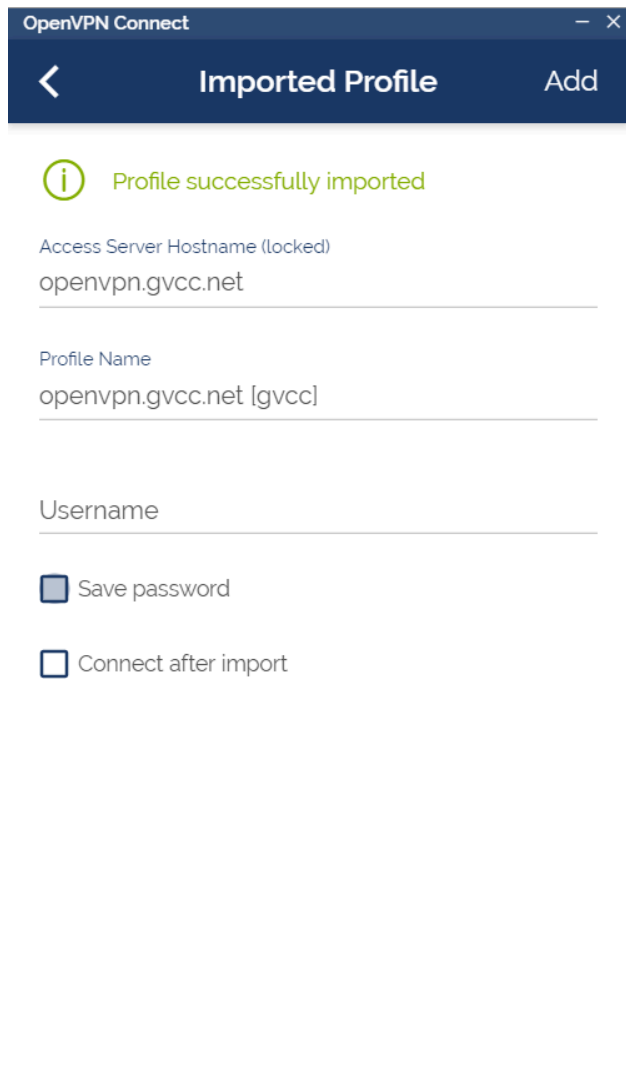 OpenVPN Connect
Imported Profile Add
Profile successfully imported
Access Server Hostname (locked)
openvpn.gvcc.net
Profile Name
openvpn.gvcc.net [gvcc]
Username
Save password
Connect after import